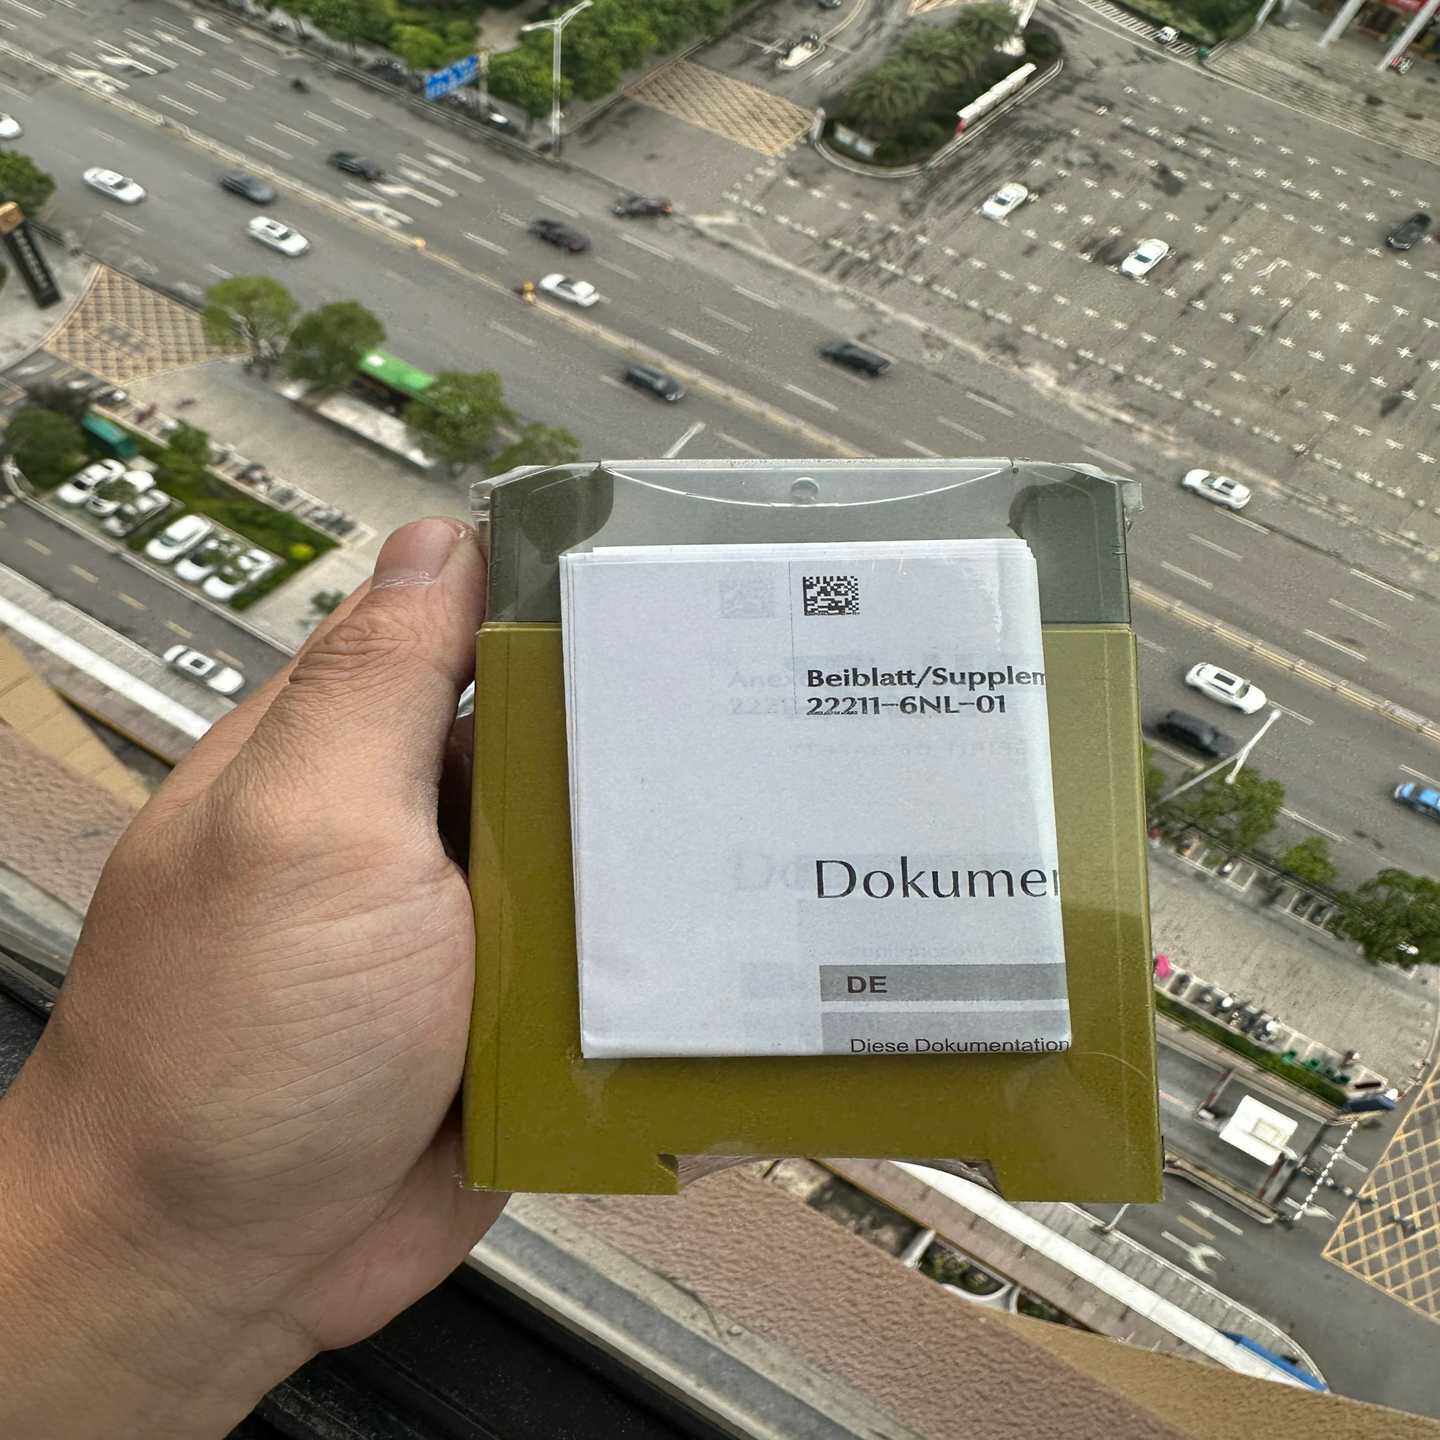 Beiblatt/Supplem
22211-6NL-01
Dokumen
DE
Diese Dokumentation